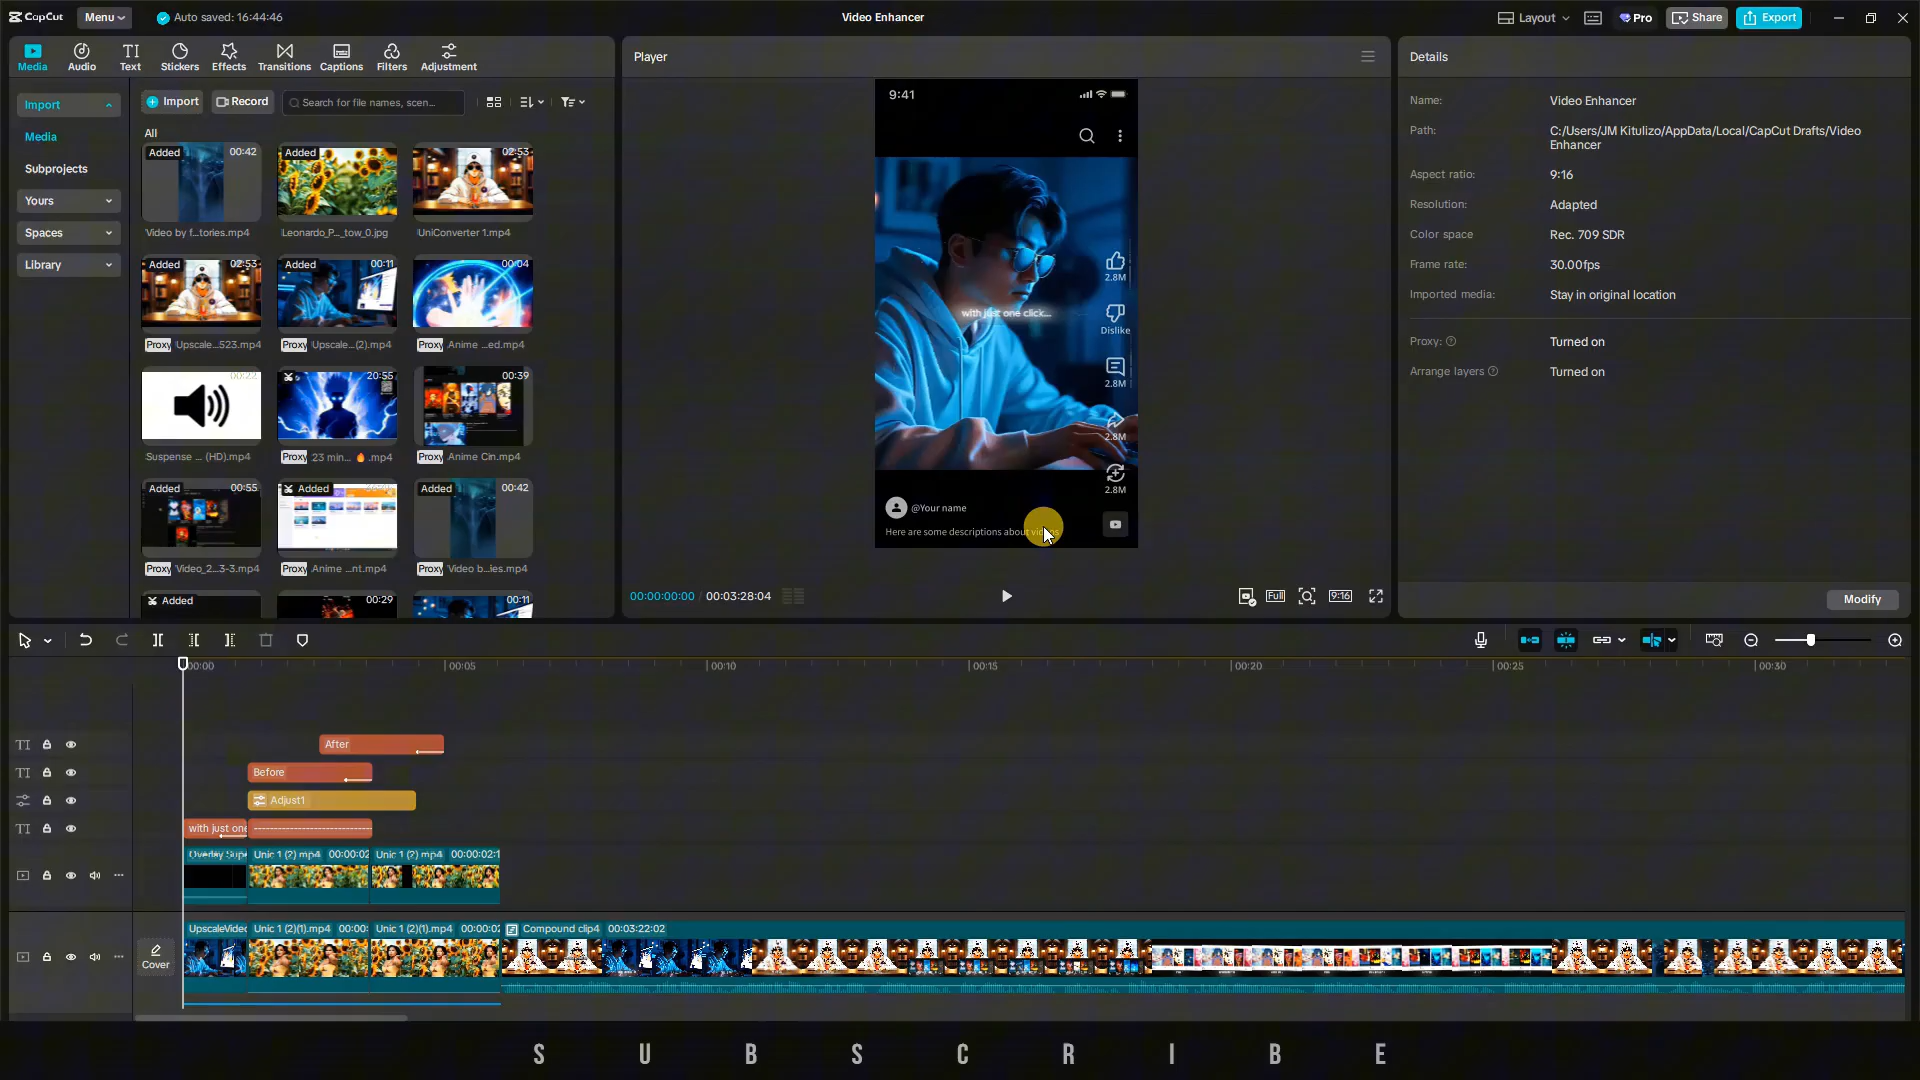 CapCut Menu Auto saved: 16:44:46 Video Enhancer Layout Pro Share Export
Media Audio Text Stickers Effects Transitions Captions Filters Adjustment
Import
Media
Subprojects
Yours
Spaces
Library
Import Record Search for file names, scen...
All
Added 00:42 Added 02:53
Video by f...tories.mp4 Leonardo_P..._tow_0.jpg UniConverter 1.mp4
Added 02:53 Added 00:11 00:04
Proxy Upscale...523.mp4 Proxy Upscale...(2).mp4 Proxy Anime ...ed.mp4
00:22 20:55 00:39
Suspense ... (HD).mp4 Proxy 23 min... 🔥.mp4 Proxy Anime Cin.mp4
Added 00:55 Added Added 00:42
Proxy Video_2...3-3.mp4 Proxy Anime ...nt.mp4 Proxy Video b...ies.mp4
Added 00:29 00:11
Player
9:41
with just one click...
2.8M
Dislike
2.8M
2.8M
2.8M
@Your name
Here are some descriptions about
00:00:00:00 / 00:03:28:04 Full 9:16
Details
Name: Video Enhancer
Path: C:/Users/JM Kitulizo/AppData/Local/CapCut Drafts/Video
Enhancer
Aspect ratio: 9:16
Resolution: Adapted
Color space Rec. 709 SDR
Frame rate: 30.00fps
Imported media: Stay in original location
Proxy: Turned on
Arrange layers Turned on
Modify
00:00 00:05 00:10 00:15 00:20 00:25 00:30
TI After
TI Before
Adjust1
TI with just one
Overlay Supe Unic 1 (2) mp4 00:00:02 Unic 1 (2) mp4 00:00:02:1
Cover UpscaleVideo Unic 1 (2)(1).mp4 00:00: Unic 1 (2)(1).mp4 00:00:02 Compound clip4 00:03:22:02
S U B S C R I B E